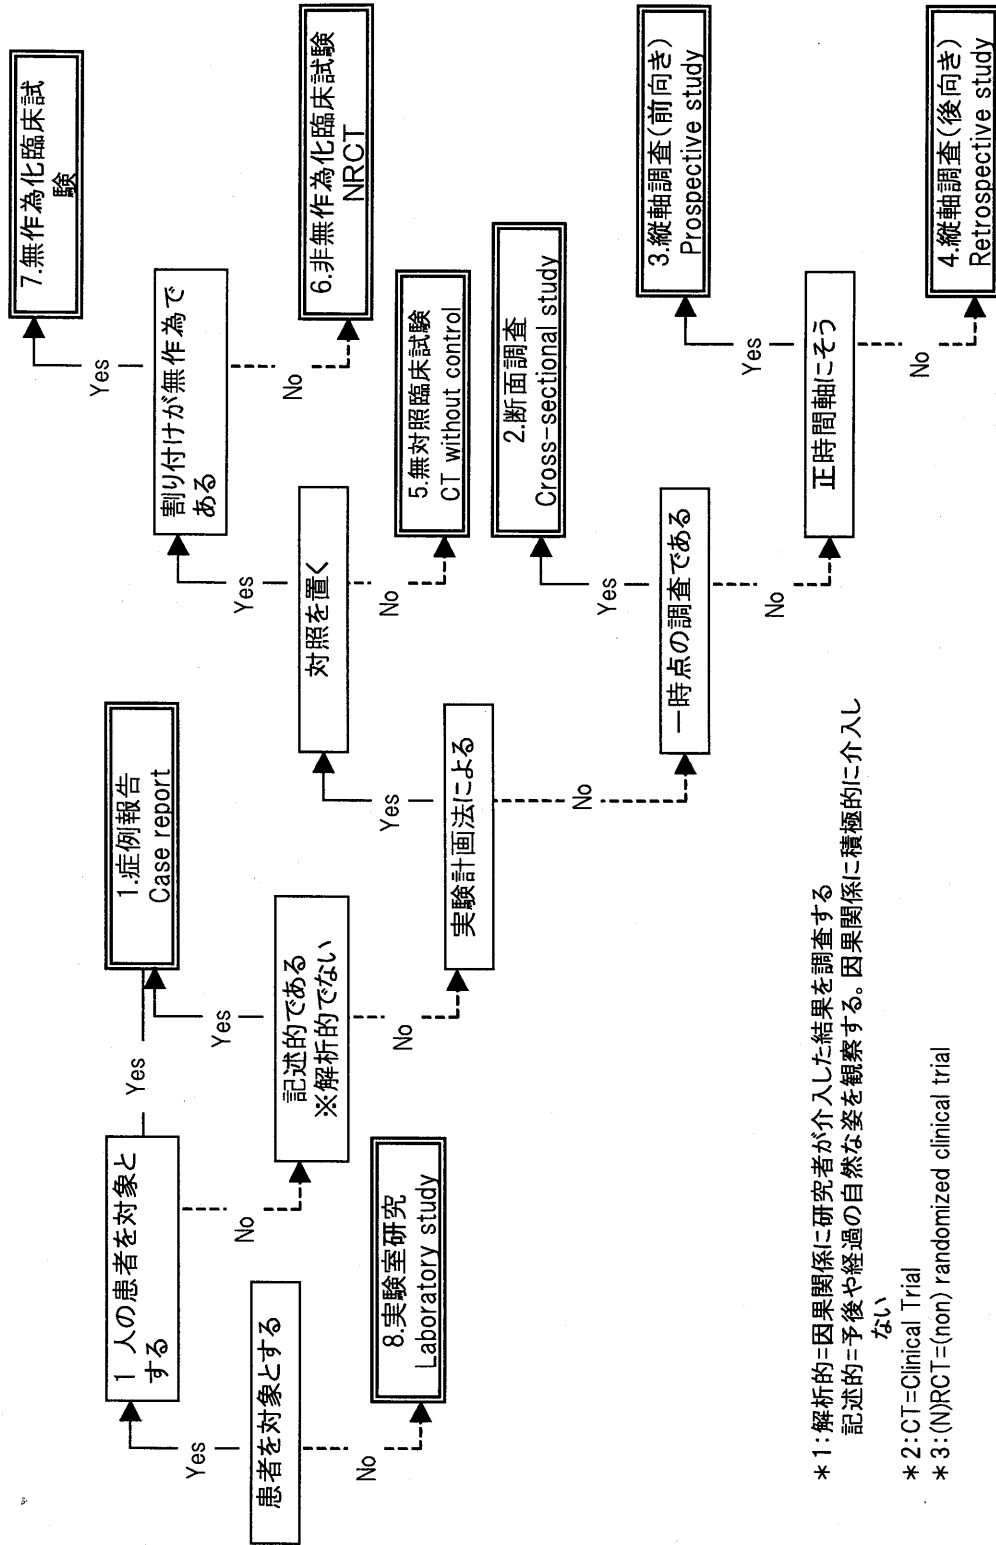 患者を対象とする
Yes
No
1 人の患者を対象と
する
8.実験室研究
Laboratory study
Yes
No
1.症例報告
Case report
記述的である
※解析的でない
Yes
No
実験計画法による
Yes
No
対照を置く
Yes
No
割り付けが無作為で
ある
5.無対照臨床試験
CT without control
Yes
No
7.無作為化臨床試
験
6.非無作為化臨床試験
NRCT
一時点の調査である
Yes
No
2.断面調査
Cross-sectional study
正時間軸にそう
Yes
No
3.縦軸調査(前向き)
Prospective study
4.縦軸調査(後向き)
Retrospective study
*1:解析的=因果関係に研究者が介入した結果を調査する
記述的=予後や経過の自然な姿を観察する。因果関係に積極的に介入し
ない
*2:CT=Clinical Trial
*3:(N)RCT=(non) randomized clinical trial